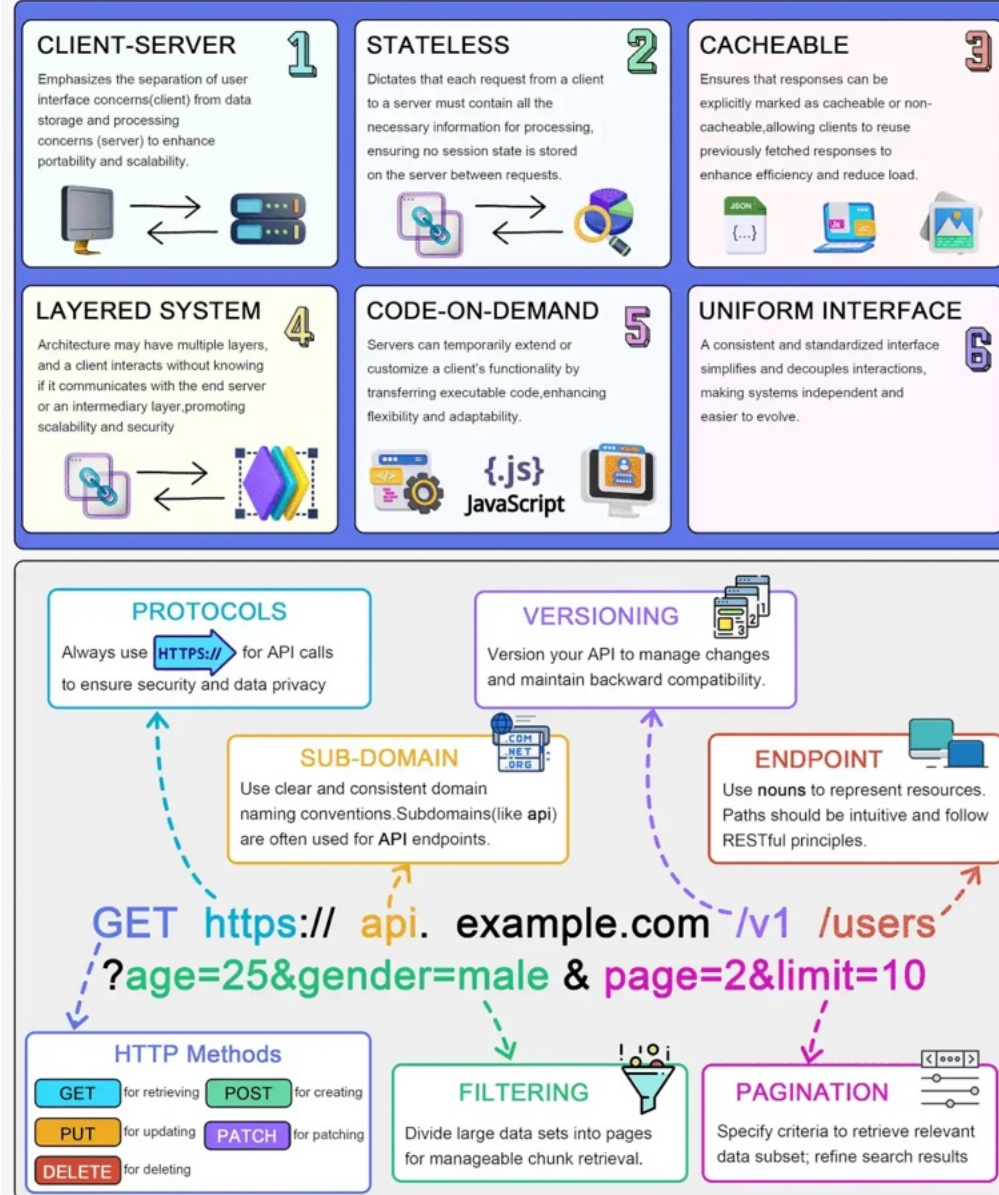 CLIENT-SERVER
1
Emphasizes the separation of user
interface concerns(client) from data
storage and processing
concerns (server) to enhance
portability and scalability.
STATELESS
2
Dictates that each request from a client
to a server must contain all the
necessary information for processing,
ensuring no session state is stored
on the server between requests.
CACHEABLE
3
Ensures that responses can be
explicitly marked as cacheable or non-
cacheable,allowing clients to reuse
previously fetched responses to
enhance efficiency and reduce load.
JSON
{...}
Js
LAYERED SYSTEM
4
Architecture may have multiple layers,
and a client interacts without knowing
if it communicates with the end server
or an intermediary layer,promoting
scalability and security
CODE-ON-DEMAND
5
Servers can temporarily extend or
customize a client's functionality by
transferring executable code,enhancing
flexibility and adaptability.
</>
{.js}
JavaScript
UNIFORM INTERFACE
6
A consistent and standardized interface
simplifies and decouples interactions,
making systems independent and
easier to evolve.
PROTOCOLS
Always use HTTPS:// for API calls
to ensure security and data privacy
VERSIONING
1
2
3
Version your API to manage changes
and maintain backward compatibility.
SUB-DOMAIN
.COM
.NET
.ORG
Use clear and consistent domain
naming conventions.Subdomains(like api)
are often used for API endpoints.
ENDPOINT
Use nouns to represent resources.
Paths should be intuitive and follow
RESTful principles.
GET https:// api. example.com /v1 /users
?age=25&gender=male & page=2&limit=10
HTTP Methods
GET for retrieving POST for creating
PUT for updating PATCH for patching
DELETE for deleting
FILTERING
Divide large data sets into pages
for manageable chunk retrieval.
PAGINATION
Specify criteria to retrieve relevant
data subset; refine search results